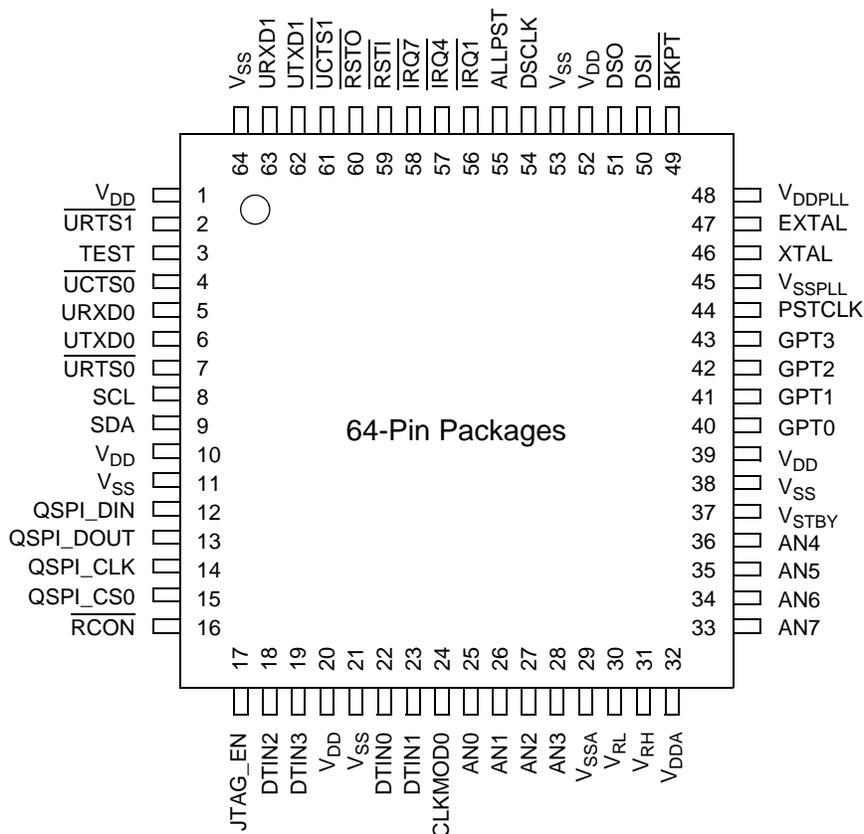 VSS URXD1 UTXD1 UCTS1 RSTO RSTI IRQ7 IRQ4 IRQ1 ALLPST DSCLK VSS VDD DSO DSI BKPT
64 63 62 61 60 59 58 57 56 55 54 53 52 51 50 49
VDD 1 48 VDDPLL
URTS1 2 47 EXTAL
TEST 3 46 XTAL
UCTS0 4 45 VSSPLL
URXD0 5 44 PSTCLK
UTXD0 6 43 GPT3
URTS0 7 42 GPT2
SCL 8 41 GPT1
SDA 9 40 GPT0
64-Pin Packages
VDD 10 39 VDD
VSS 11 38 VSS
QSPI_DIN 12 37 VSTBY
QSPI_DOUT 13 36 AN4
QSPI_CLK 14 35 AN5
QSPI_CS0 15 34 AN6
RCON 16 33 AN7
17 18 19 20 21 22 23 24 25 26 27 28 29 30 31 32
JTAG_EN DTIN2 DTIN3 VDD VSS DTIN0 DTIN1 CLKMOD0 AN0 AN1 AN2 AN3 VSSA VRL VRH VDDA